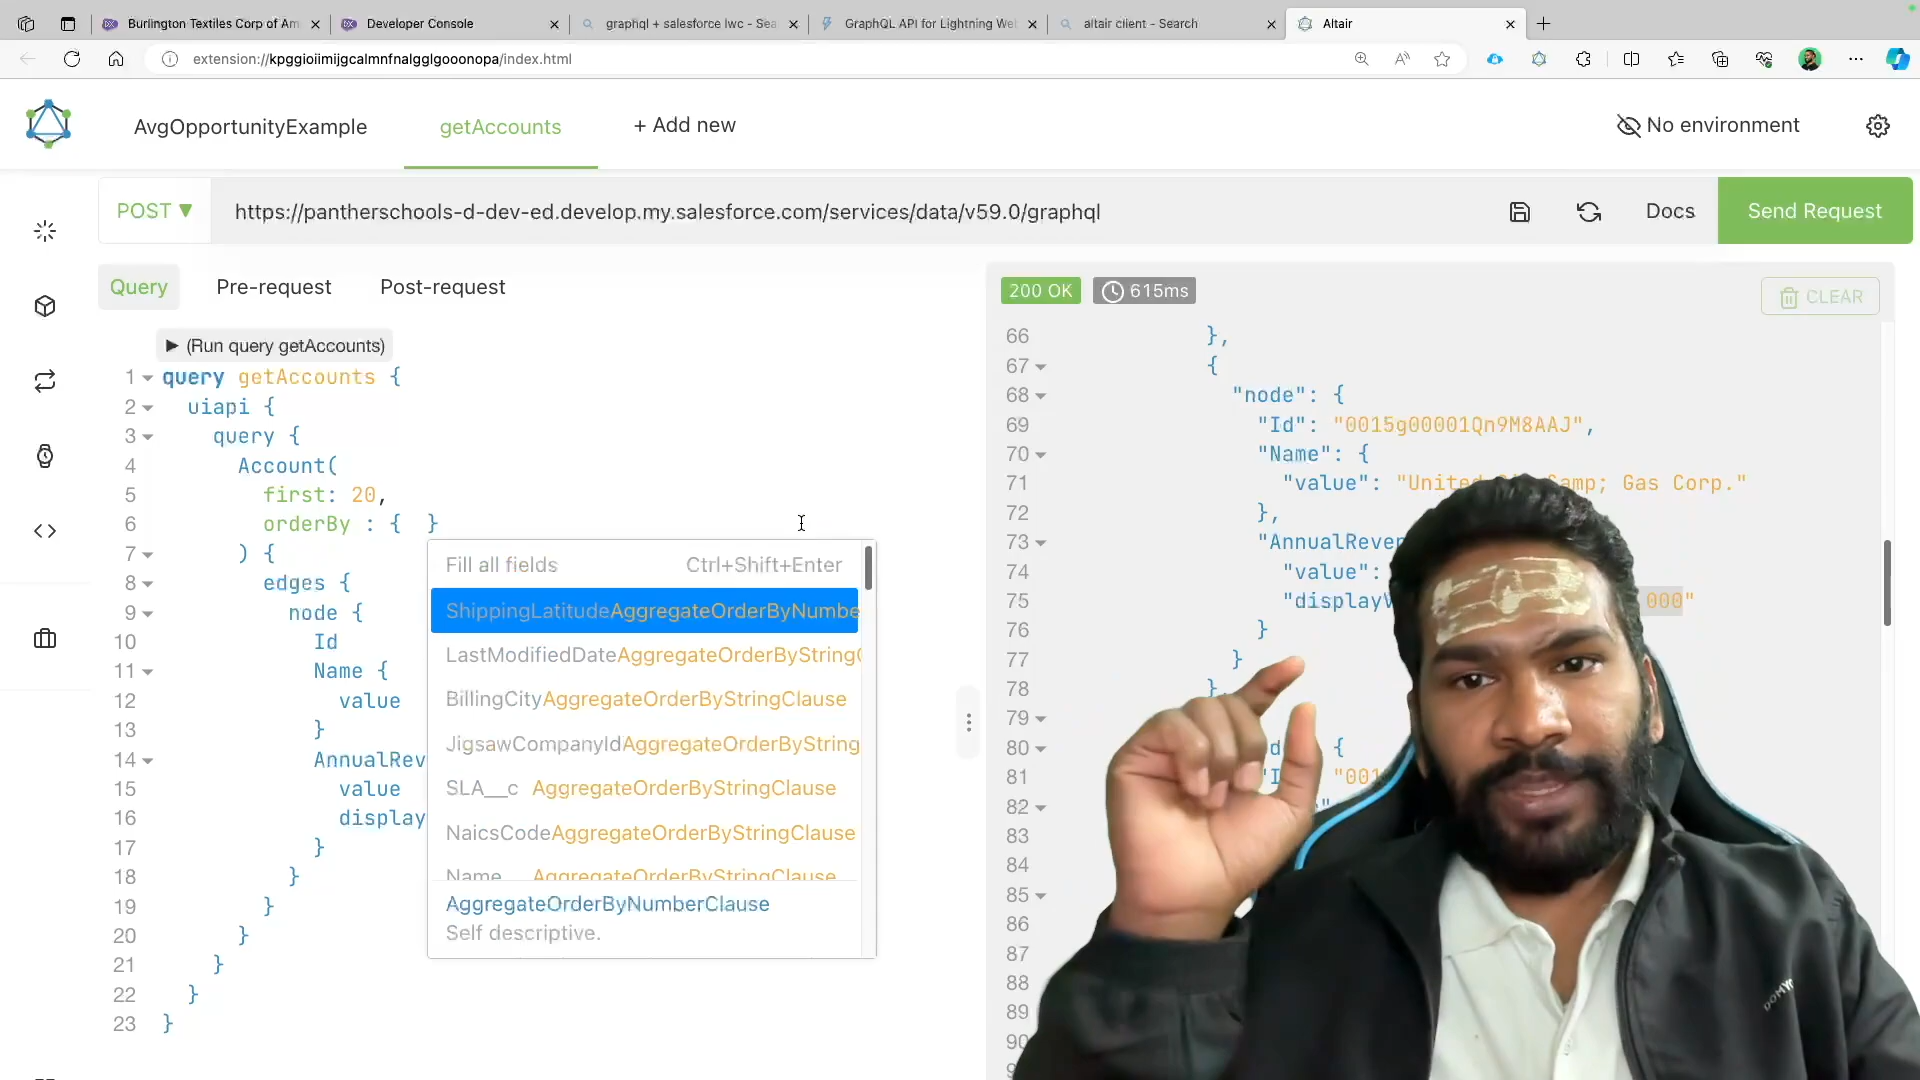 Burlington Textiles Corp of Am
Developer Console
graphql + salesforce lwc - Sea
GraphQL API for Lightning We
altair client - Search
Altair
extension://kpggioiimijgcalmnfnalgglgooonopa/index.html
AvgOpportunityExample
getAccounts
+ Add new
No environment
POST ▼
https://pantherschools-d-dev-ed.develop.my.salesforce.com/services/data/v59.0/graphql
Docs
Send Request
Query
Pre-request
Post-request
▶ (Run query getAccounts)
1 query getAccounts {
2 uiapi {
3 query {
4 Account(
5 first: 20,
6 orderBy : { }
7 ) {
8 edges {
9 node {
10 Id
11 Name {
12 value
13 }
14 AnnualRev
15 value
16 display
17 }
18 }
19 }
20 }
21 }
22 }
23 }
Fill all fields Ctrl+Shift+Enter
ShippingLatitudeAggregateOrderByNumbe
LastModifiedDateAggregateOrderByString
BillingCityAggregateOrderByStringClause
JigsawCompanyIdAggregateOrderByString
SLA__c AggregateOrderByStringClause
NaicsCodeAggregateOrderByStringClause
Name AggregateOrderByStringClause
AggregateOrderByNumberClause
Self descriptive.
200 OK
615ms
CLEAR
66 },
67 {
68 "node": {
69 "Id": "0015g00001Qn9M8AAJ",
70 "Name": {
71 "value": "United amp; Gas Corp."
72 },
73 "AnnualReve
74 "value":
75 "display 000"
76 }
77 }
78 }
79
80 {
81 "001
82
83
84
85
86
87
88
89